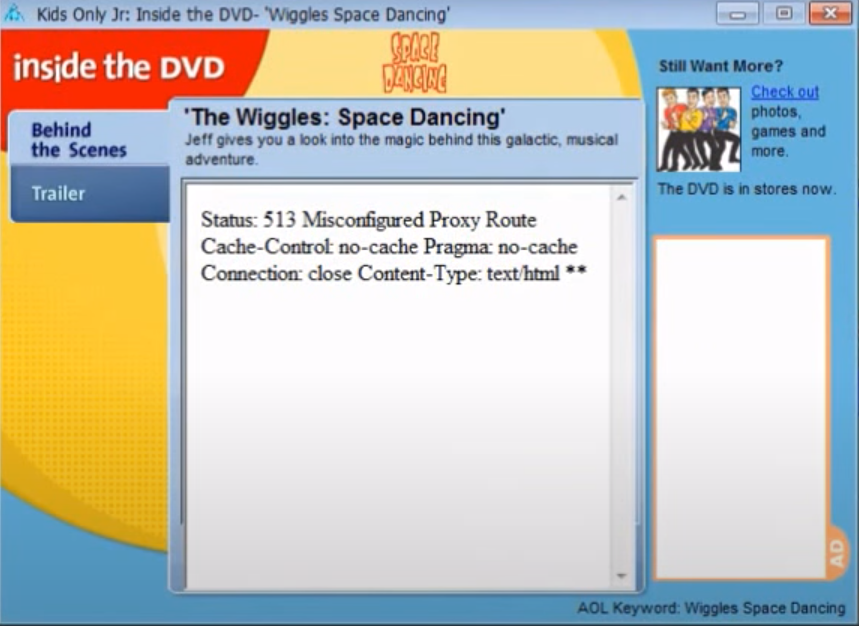 Kids Only Jr: Inside the DVD- 'Wiggles Space Dancing'
inside the DVD
SPACE
DANCING
Behind
the Scenes
Trailer
'The Wiggles: Space Dancing'
Jeff gives you a look into the magic behind this galactic, musical
adventure.
Status: 513 Misconfigured Proxy Route
Cache-Control: no-cache Pragma: no-cache
Connection: close Content-Type: text/html **
Still Want More?
Check out
photos,
games and
more.
The DVD is in stores now.
AD
AOL Keyword: Wiggles Space Dancing